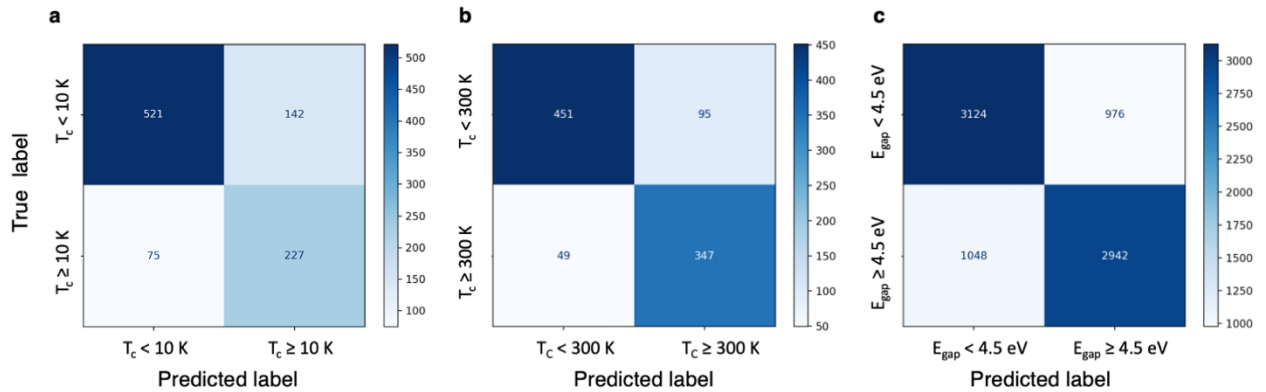 a
b
c
True label
T_c < 10 K
T_c ≥ 10 K
521
142
75
227
500
450
400
350
300
250
200
150
100
T_c < 10 K
T_c ≥ 10 K
Predicted label
T_c < 300 K
T_c ≥ 300 K
451
95
49
347
450
400
350
300
250
200
150
100
50
T_C < 300 K
T_C ≥ 300 K
Predicted label
E_gap < 4.5 eV
E_gap ≥ 4.5 eV
3124
976
1048
2942
3000
2750
2500
2250
2000
1750
1500
1250
1000
E_gap < 4.5 eV
E_gap ≥ 4.5 eV
Predicted label